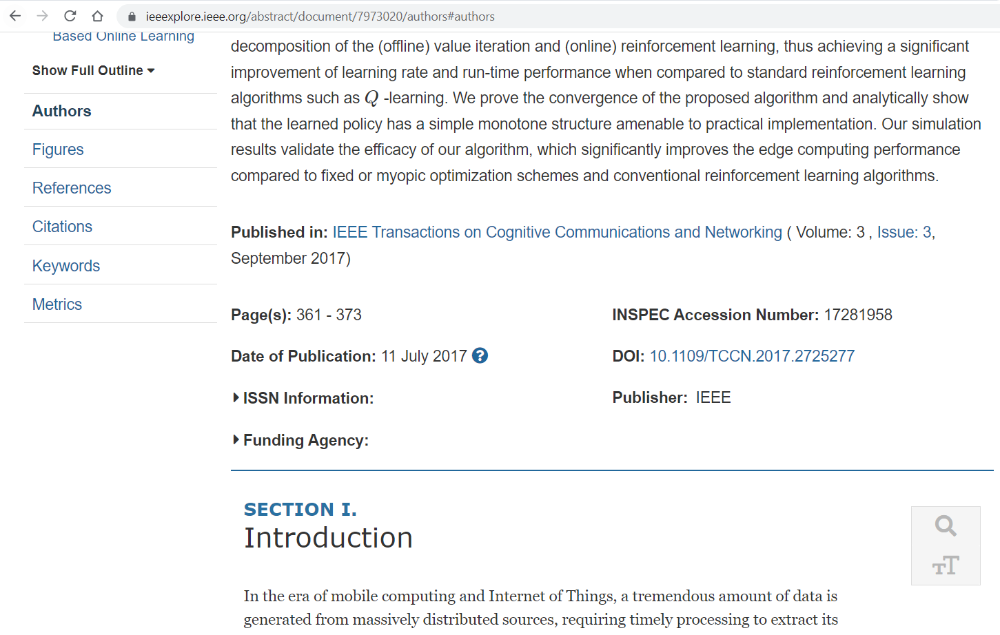 ieeexplore.ieee.org/abstract/document/7973020/authors#authors
Based Online Learning
Show Full Outline
Authors
Figures
References
Citations
Keywords
Metrics
decomposition of the (offline) value iteration and (online) reinforcement learning, thus achieving a significant
improvement of learning rate and run-time performance when compared to standard reinforcement learning
algorithms such as Q -learning. We prove the convergence of the proposed algorithm and analytically show
that the learned policy has a simple monotone structure amenable to practical implementation. Our simulation
results validate the efficacy of our algorithm, which significantly improves the edge computing performance
compared to fixed or myopic optimization schemes and conventional reinforcement learning algorithms.
Published in: IEEE Transactions on Cognitive Communications and Networking ( Volume: 3 , Issue: 3,
September 2017)
Page(s): 361 - 373
INSPEC Accession Number: 17281958
Date of Publication: 11 July 2017 ?
DOI: 10.1109/TCCN.2017.2725277
ISSN Information:
Publisher: IEEE
Funding Agency:
SECTION I.
Introduction
TT
In the era of mobile computing and Internet of Things, a tremendous amount of data is
generated from massively distributed sources, requiring timely processing to extract its